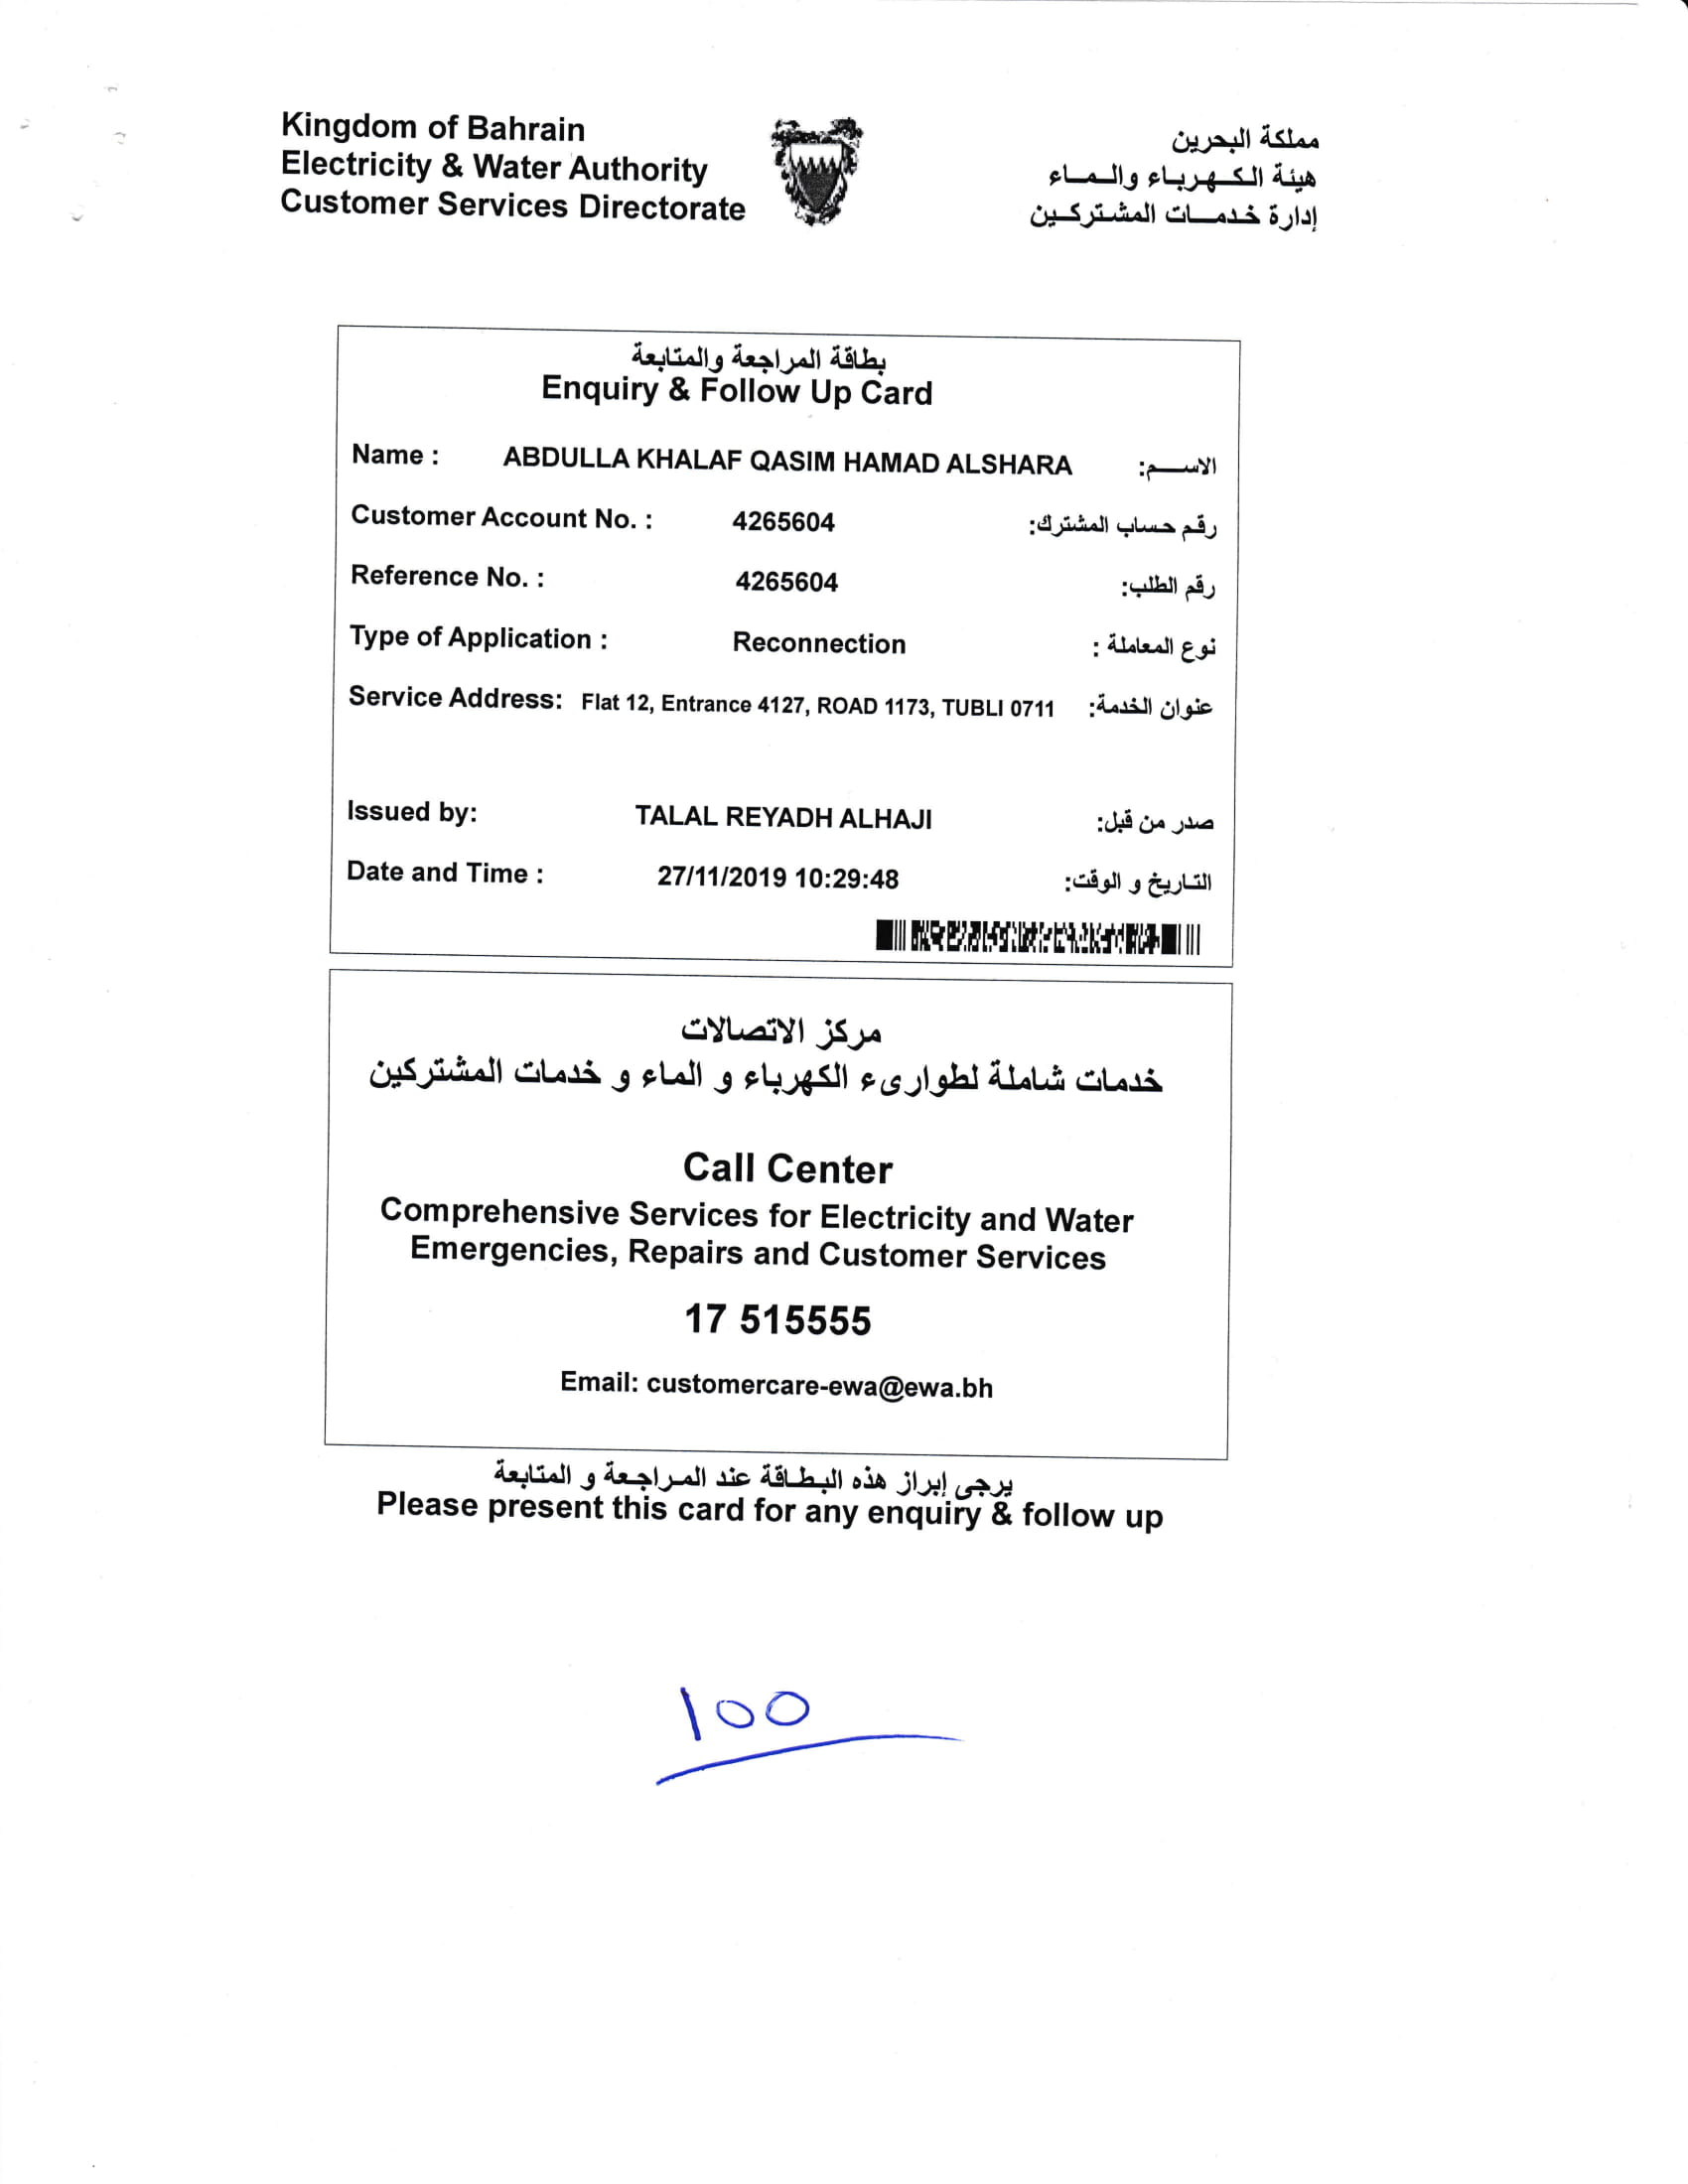 Kingdom of Bahrain
Electricity & Water Authority
Customer Services Directorate
مملكة البحرين
هيئة الكهرباء والماء
إدارة خدمات المشتركين
بطاقة المراجعة والمتابعة
Enquiry & Follow Up Card
Name : ABDULLA KHALAF QASIM HAMAD ALSHARA الاسم:
Customer Account No. : 4265604 رقم حساب المشترك:
Reference No. : 4265604 رقم الطلب:
Type of Application : Reconnection نوع المعاملة :
Service Address: Flat 12, Entrance 4127, ROAD 1173, TUBLI 0711 عنوان الخدمة:
Issued by: TALAL REYADH ALHAJI صدر من قبل:
Date and Time : 27/11/2019 10:29:48 التاريخ و الوقت:
مركز الاتصالات
خدمات شاملة لطوارىء الكهرباء و الماء و خدمات المشتركين
Call Center
Comprehensive Services for Electricity and Water
Emergencies, Repairs and Customer Services
17 515555
Email: customercare-ewa@ewa.bh
يرجى إبراز هذه البطاقة عند المراجعة و المتابعة
Please present this card for any enquiry & follow up
100